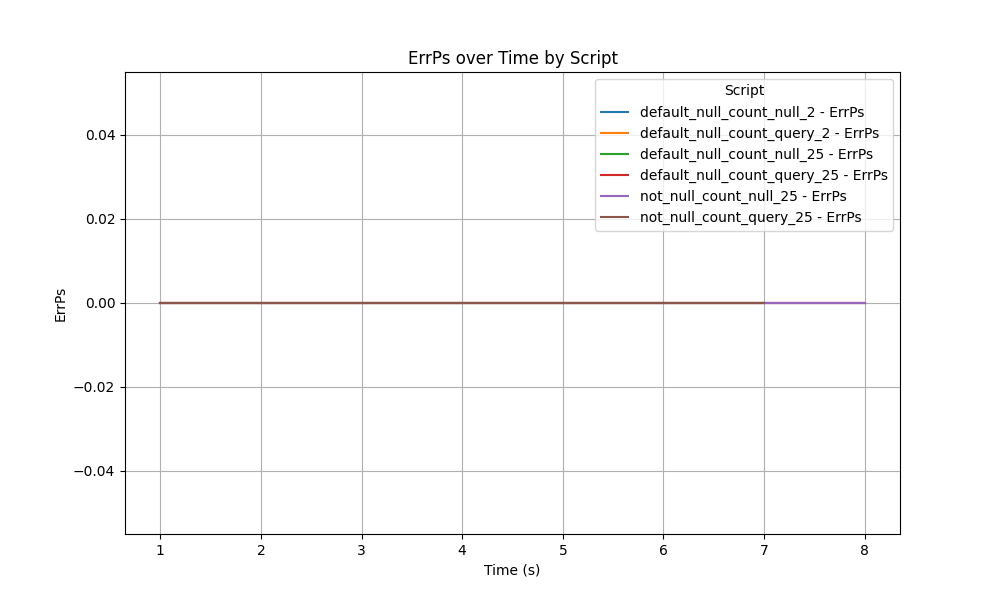 ErrPs over Time by Script
Script
default_null_count_null_2 - ErrPs
default_null_count_query_2 - ErrPs
default_null_count_null_25 - ErrPs
default_null_count_query_25 - ErrPs
not_null_count_null_25 - ErrPs
not_null_count_query_25 - ErrPs
0.04
0.02
0.00
−0.02
−0.04
ErrPs
1 2 3 4 5 6 7 8
Time (s)